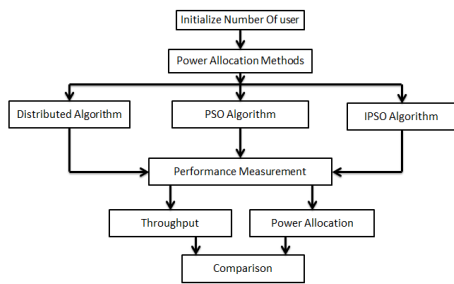 Initialize Number Of user
Power Allocation Methods
Distributed Algorithm
PSO Algorithm
IPSO Algorithm
Performance Measurement
Throughput
Power Allocation
Comparison